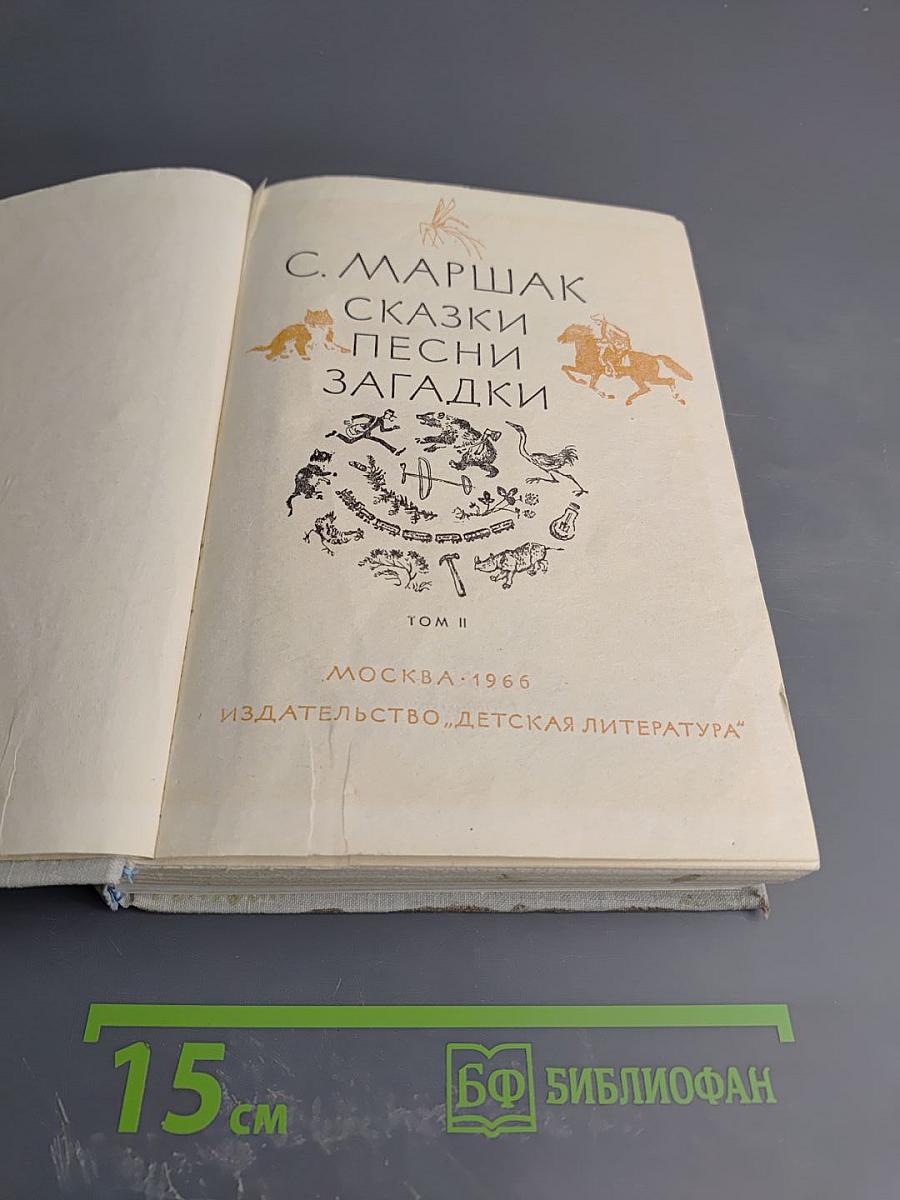 С. МАРШАК
СКАЗКИ
ПЕСНИ
ЗАГАДКИ
ТОМ II
МОСКВА · 1966
ИЗДАТЕЛЬСТВО „ДЕТСКАЯ ЛИТЕРАТУРА“
15 см
БФ БИБЛИОФАН